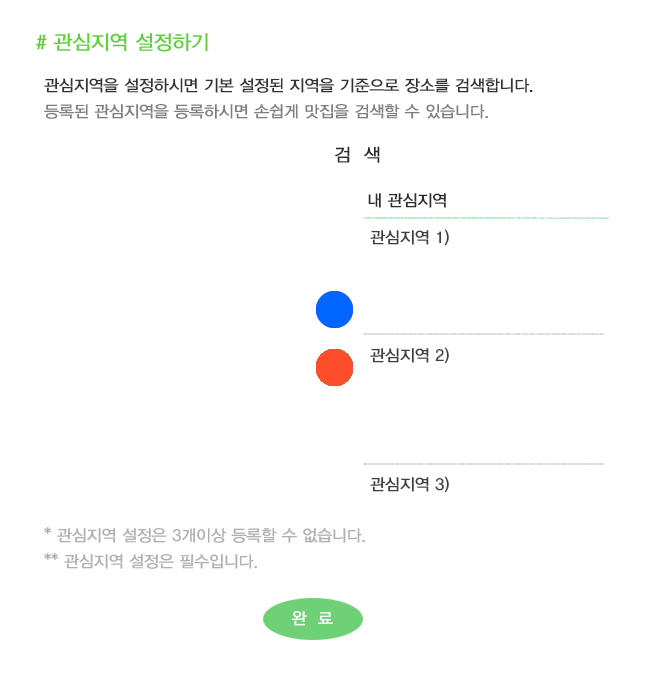 # 관심지역 설정하기
관심지역을 설정하시면 기본 설정된 지역을 기준으로 장소를 검색합니다.
등록된 관심지역을 등록하시면 손쉽게 맛집을 검색할 수 있습니다.
검 색
내 관심지역
관심지역 1)
관심지역 2)
관심지역 3)
* 관심지역 설정은 3개이상 등록할 수 없습니다.
** 관심지역 설정은 필수입니다.
완 료